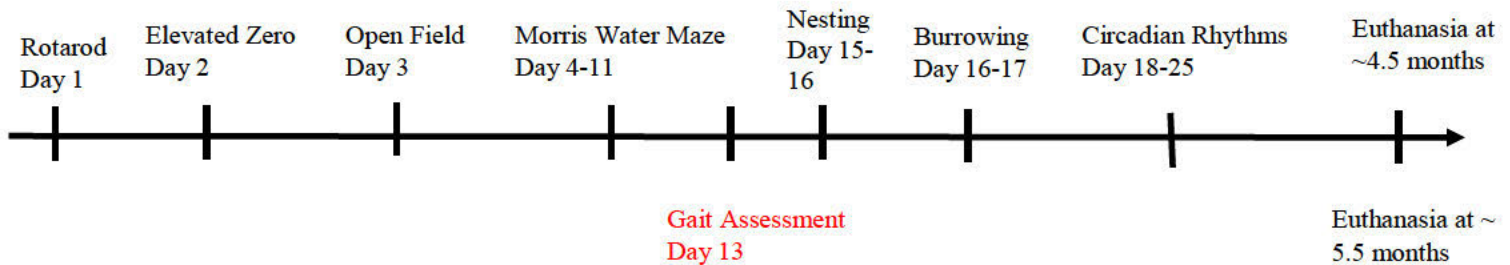 Rotarod
Day 1
Elevated Zero
Day 2
Open Field
Day 3
Morris Water Maze
Day 4-11
Gait Assessment
Day 13
Nesting
Day 15-
16
Burrowing
Day 16-17
Circadian Rhythms
Day 18-25
Euthanasia at
~4.5 months
Euthanasia at ~
5.5 months